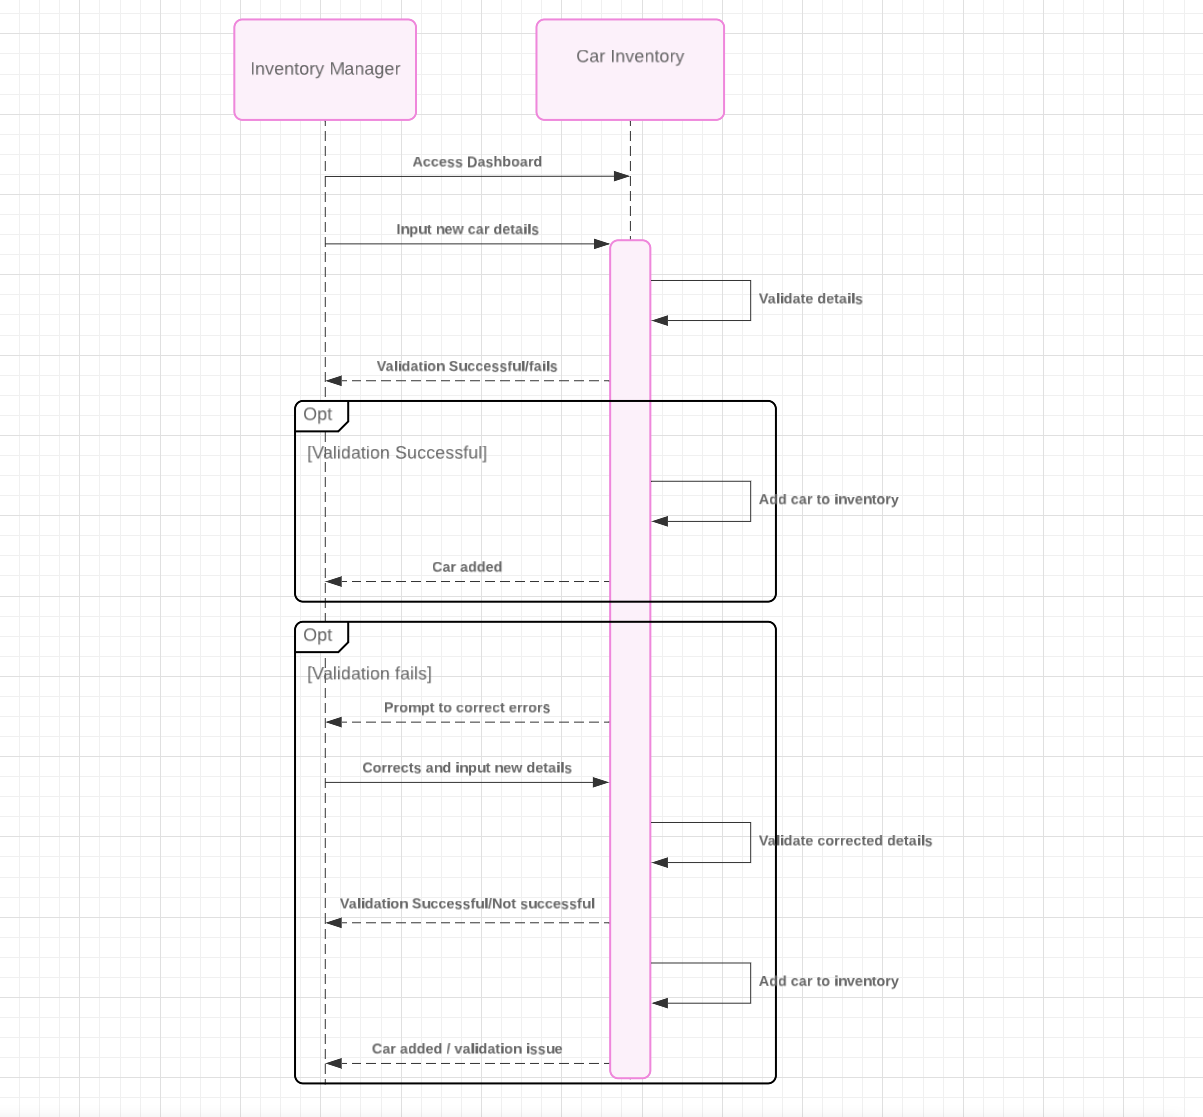 Inventory Manager
Car Inventory
Access Dashboard
Input new car details
Validate details
Validation Successful/fails
Opt
[Validation Successful]
Add car to inventory
Car added
Opt
[Validation fails]
Prompt to correct errors
Corrects and input new details
Validate corrected details
Validation Successful/Not successful
Add car to inventory
Car added / validation issue